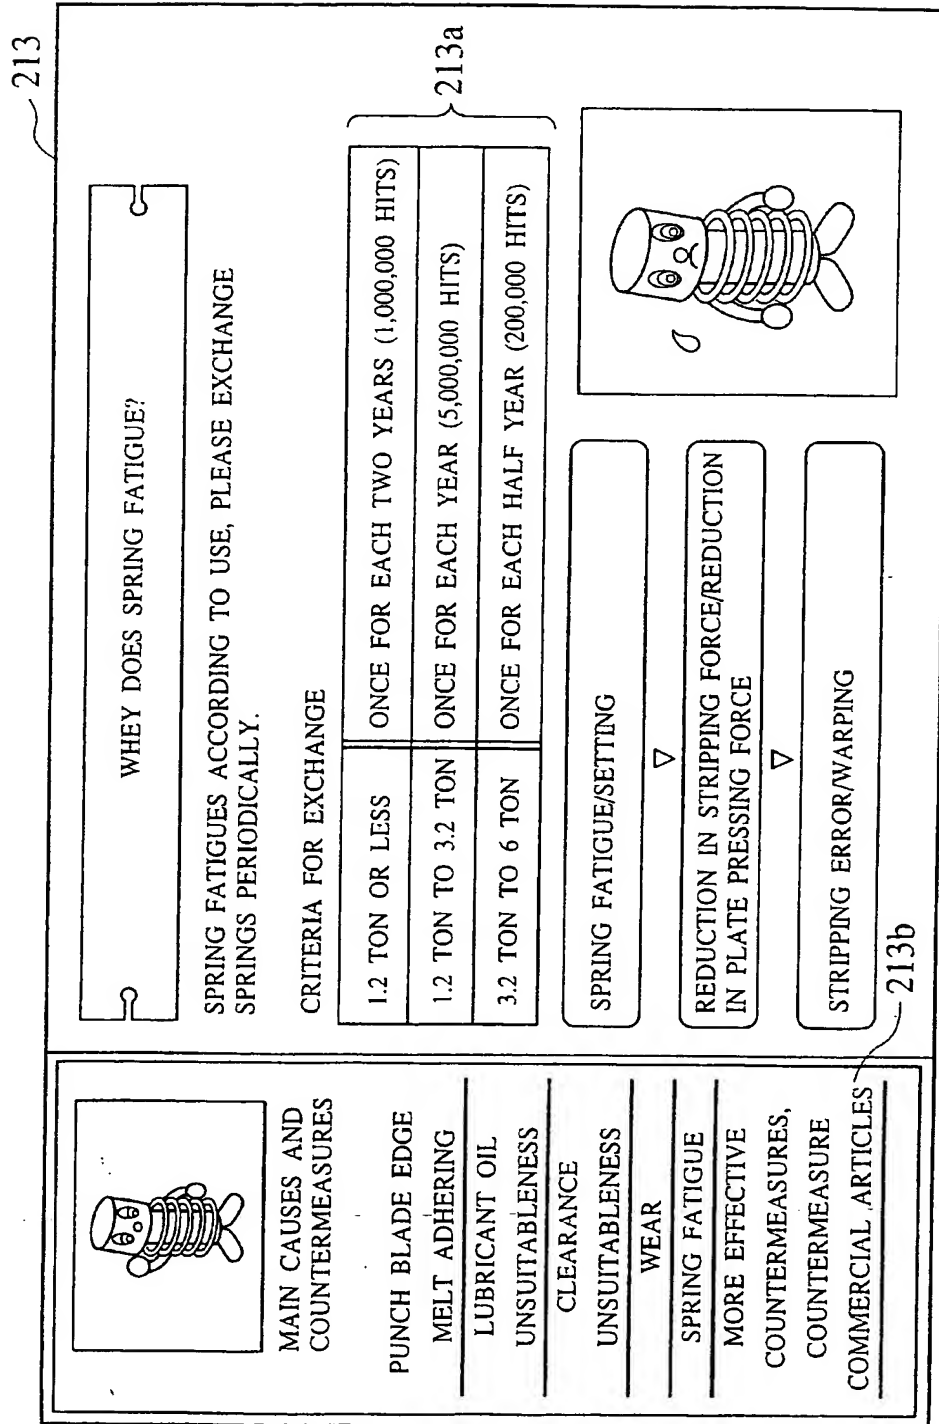 213
MAIN CAUSES AND
COUNTERMEASURES
PUNCH BLADE EDGE
MELT ADHERING
LUBRICANT OIL
UNSUITABLENESS
CLEARANCE
UNSUITABLENESS
WEAR
SPRING FATIGUE
MORE EFFECTIVE
COUNTERMEASURES,
COUNTERMEASURE
COMMERCIAL ARTICLES
213b
WHEY DOES SPRING FATIGUE?
SPRING FATIGUES ACCORDING TO USE, PLEASE EXCHANGE
SPRINGS PERIODICALLY.
CRITERIA FOR EXCHANGE
1.2 TON OR LESS ONCE FOR EACH TWO YEARS (1,000,000 HITS)
1.2 TON TO 3.2 TON ONCE FOR EACH YEAR (5,000,000 HITS)
3.2 TON TO 6 TON ONCE FOR EACH HALF YEAR (200,000 HITS)
213a
SPRING FATIGUE/SETTING
REDUCTION IN STRIPPING FORCE/REDUCTION
IN PLATE PRESSING FORCE
STRIPPING ERROR/WARPING